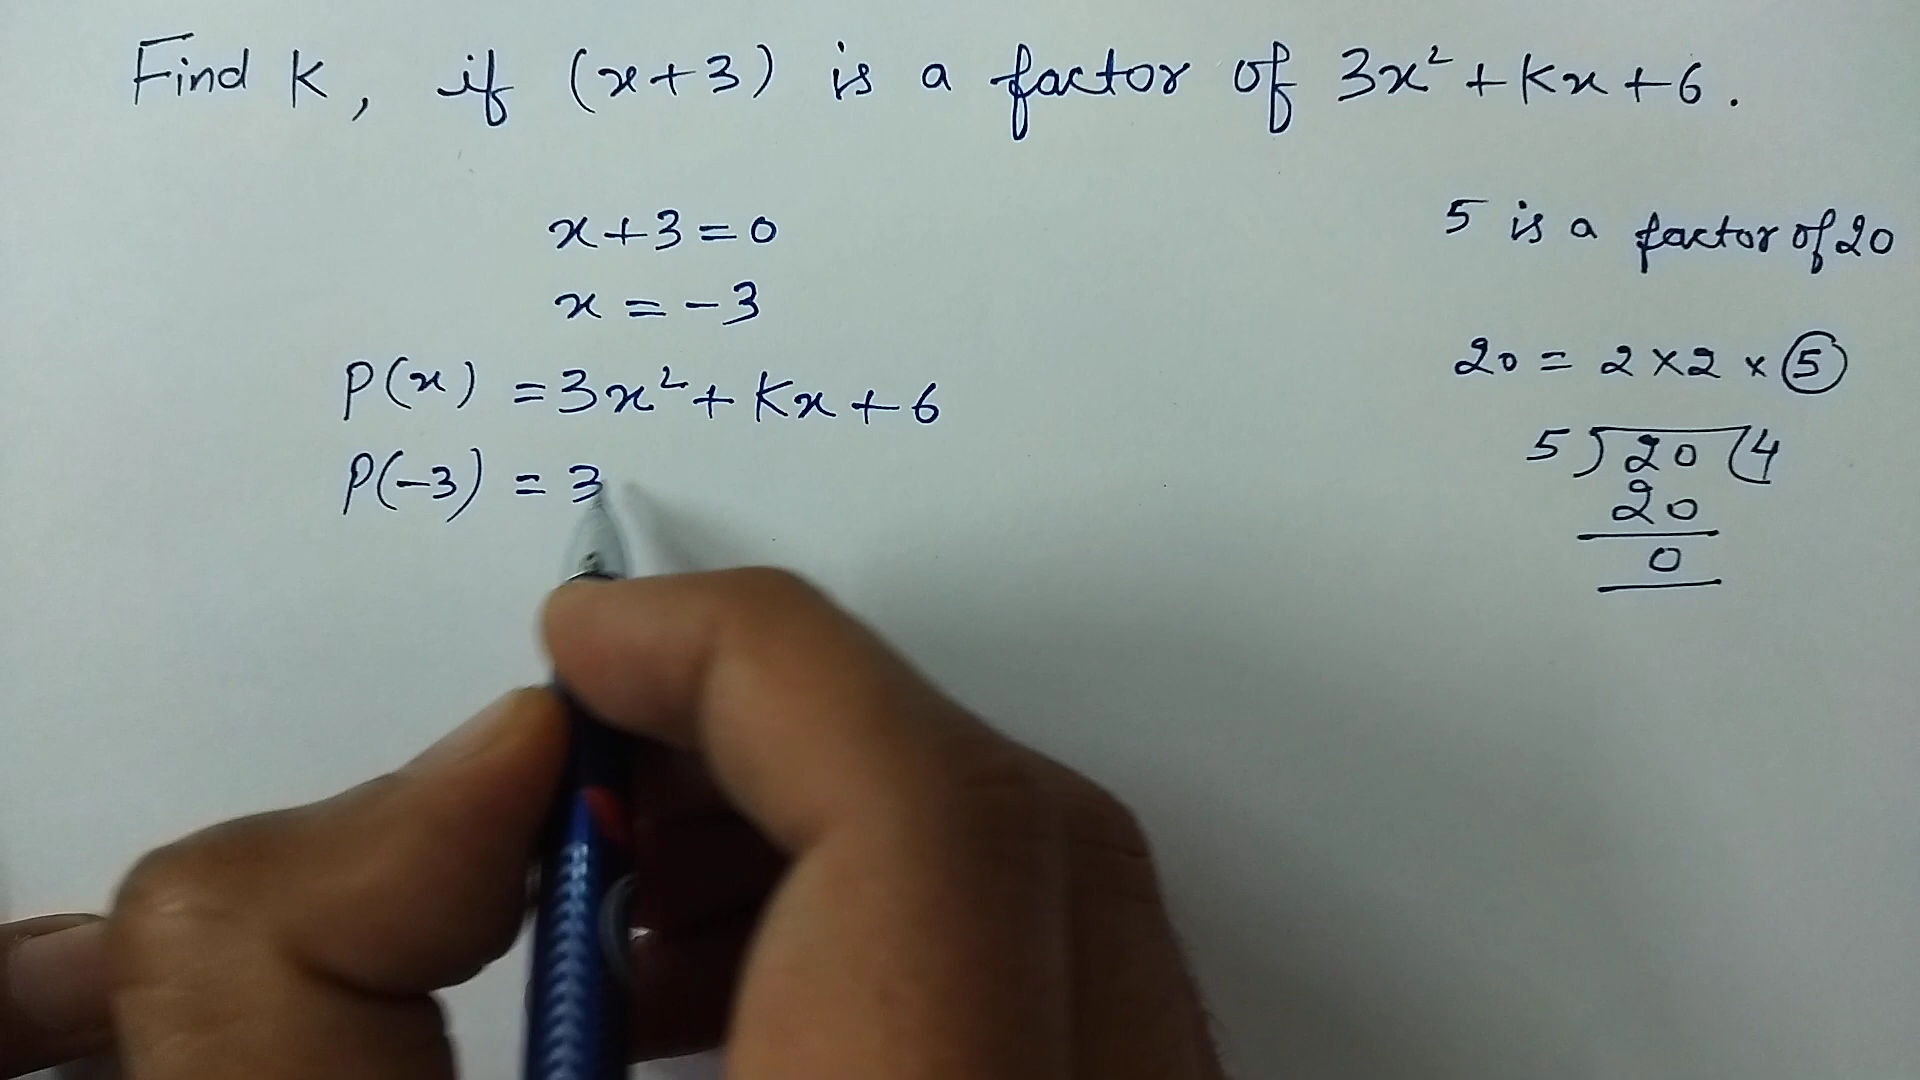 Find K, if (x+3) is a factor of 3x²+Kx+6.
x+3=0
x = -3
P(x) = 3x²+Kx+6
P(-3) = 3
5 is a factor of 20
20 = 2×2×5
5)20(4
20
0